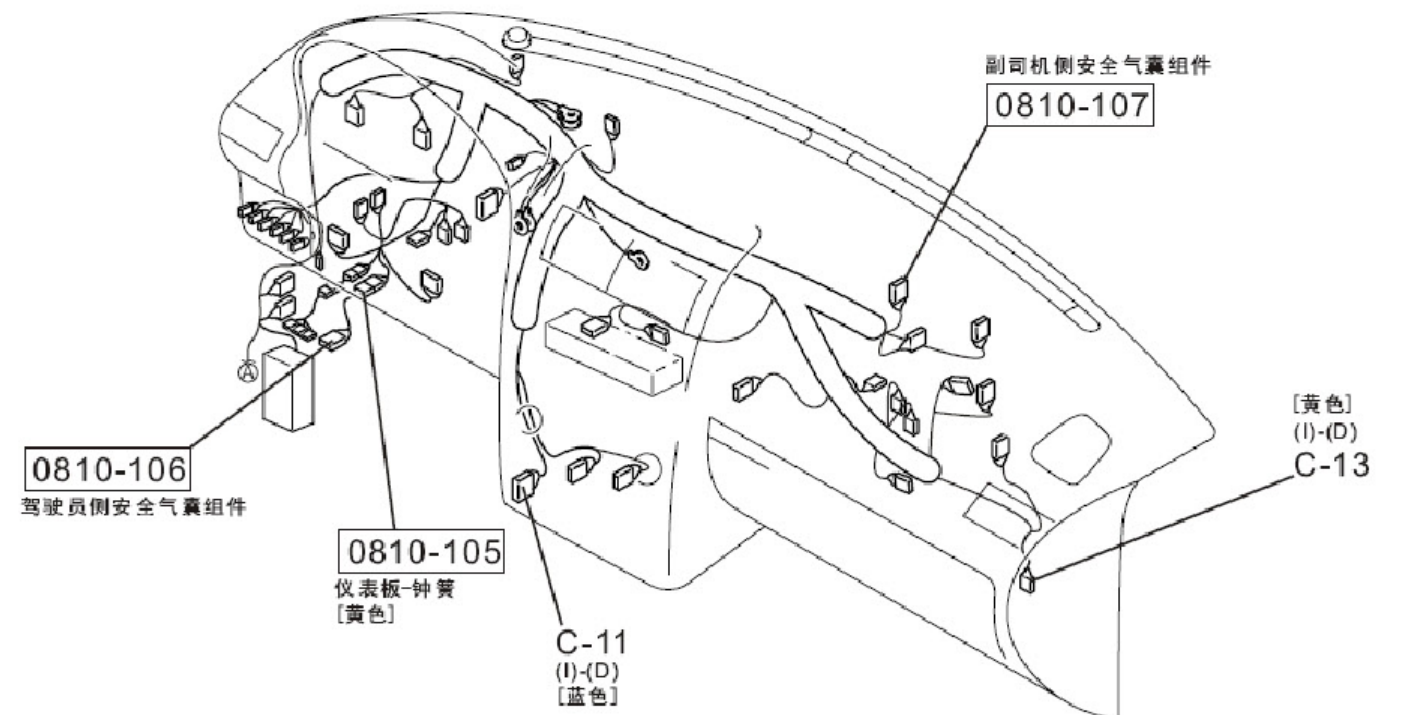 副司机侧安全气囊组件
0810-107
[黄色]
(I)-(D)
C-13
0810-106
驾驶员侧安全气囊组件
0810-105
仪表板-钟簧
[黄色]
C-11
(I)-(D)
[蓝色]
A